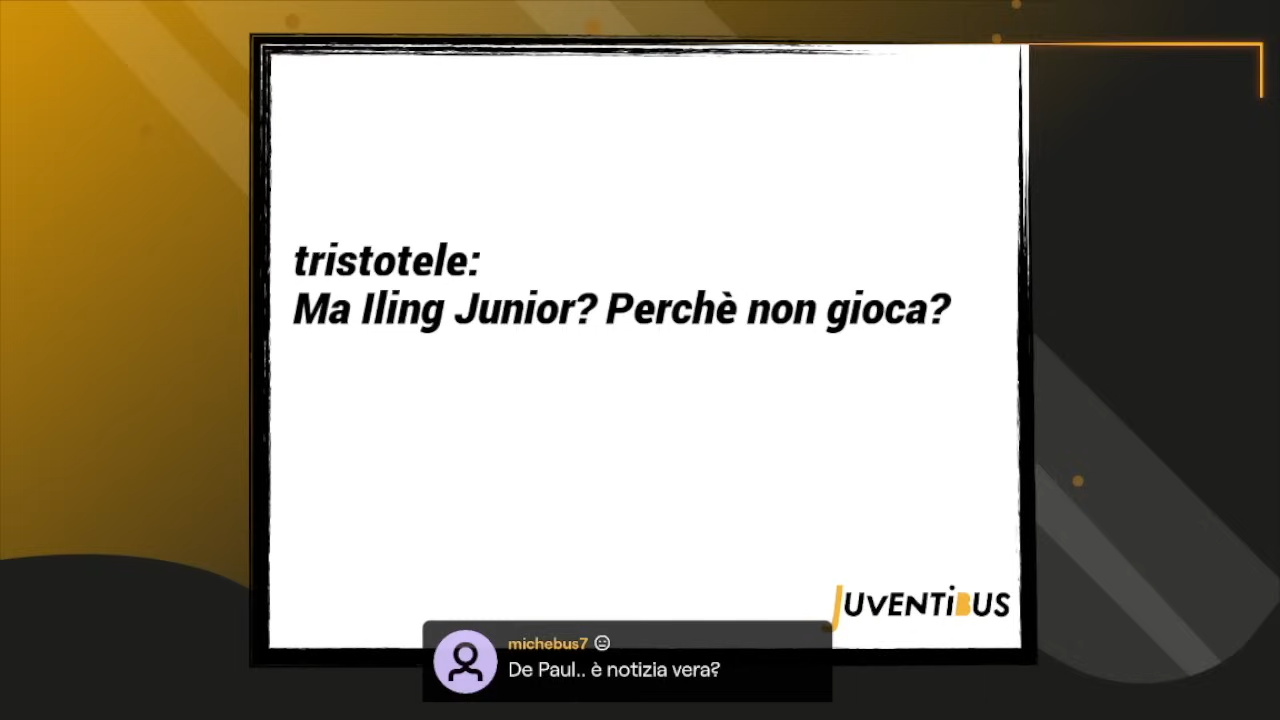 tristotele:
Ma Iling Junior? Perchè non gioca?
JUVENTIBUS
michebus7
De Paul.. è notizia vera?